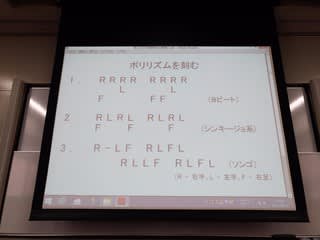 ポリリズムを刻む
1. RRRR RRRR
L L
F FF (8ビート)
2 RLRL RLRL
F F F (シンキージョ系)
3. R-LF RLFL
RLLF RLFL (ソンゴ)
(R-右手、L-左手、F-右足)